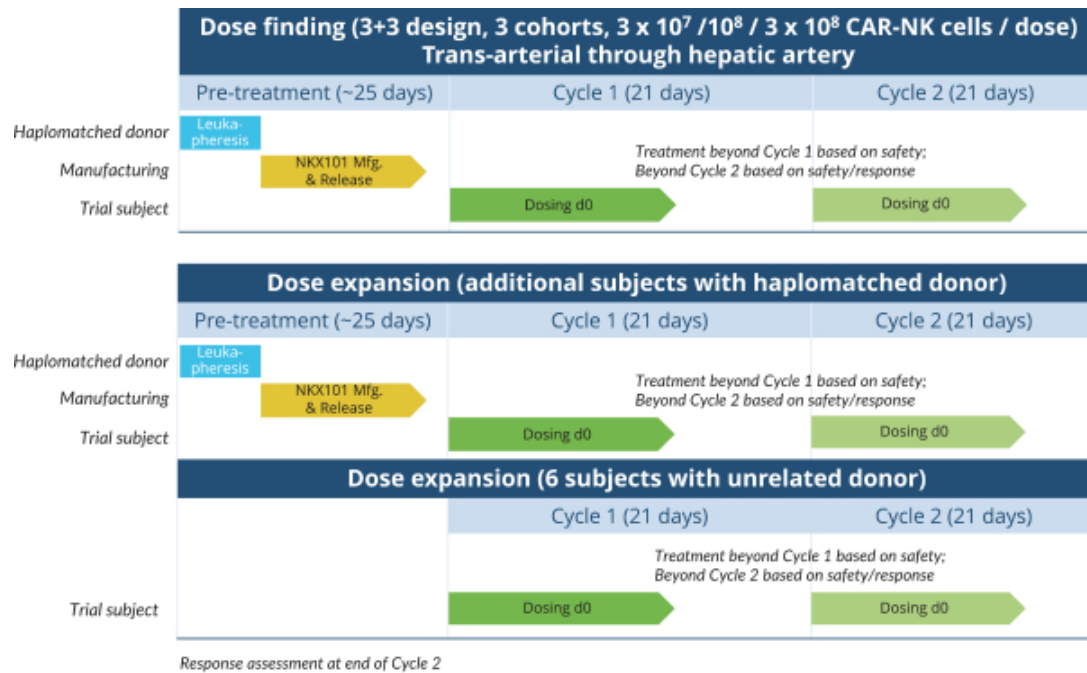 Dose finding (3+3 design, 3 cohorts, 3 x 10⁷ /10⁸ / 3 x 10⁸ CAR-NK cells / dose)
Trans-arterial through hepatic artery
Pre-treatment (~25 days)
Cycle 1 (21 days)
Cycle 2 (21 days)
Haplomatched donor
Leuka-
pheresis
Manufacturing
NKX101 Mfg.
& Release
Treatment beyond Cycle 1 based on safety;
Beyond Cycle 2 based on safety/response
Trial subject
Dosing d0
Dosing d0
Dose expansion (additional subjects with haplomatched donor)
Pre-treatment (~25 days)
Cycle 1 (21 days)
Cycle 2 (21 days)
Haplomatched donor
Leuka-
pheresis
Manufacturing
NKX101 Mfg.
& Release
Treatment beyond Cycle 1 based on safety;
Beyond Cycle 2 based on safety/response
Trial subject
Dosing d0
Dosing d0
Dose expansion (6 subjects with unrelated donor)
Cycle 1 (21 days)
Cycle 2 (21 days)
Treatment beyond Cycle 1 based on safety;
Beyond Cycle 2 based on safety/response
Trial subject
Dosing d0
Dosing d0
Response assessment at end of Cycle 2